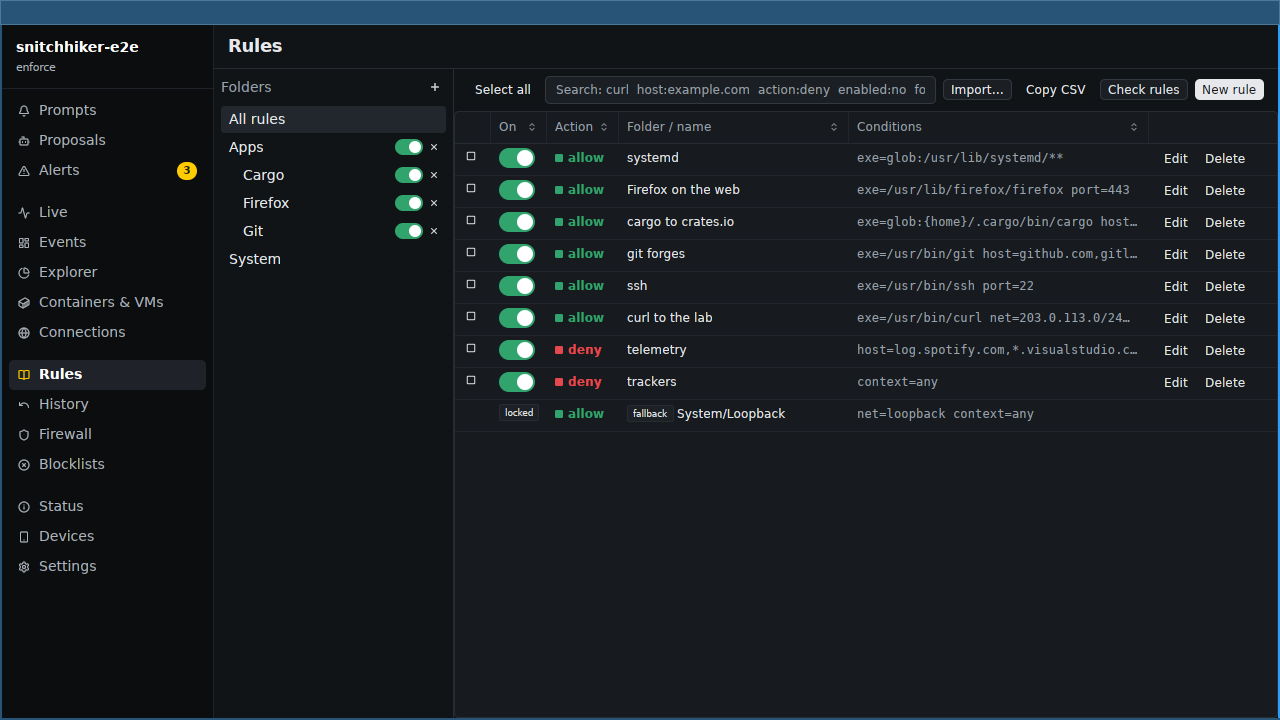 snitchhiker-e2e
enforce
Prompts
Proposals
Alerts 3
Live
Events
Explorer
Containers & VMs
Connections
Rules
History
Firewall
Blocklists
Status
Devices
Settings
Rules
Folders +
All rules
Apps ×
Cargo ×
Firefox ×
Git ×
System
Select all Search: curl host:example.com action:deny enabled:no fo Import... Copy CSV Check rules New rule
On Action Folder / name Conditions
allow systemd exe=glob:/usr/lib/systemd/** Edit Delete
allow Firefox on the web exe=/usr/lib/firefox/firefox port=443 Edit Delete
allow cargo to crates.io exe=glob:{home}/.cargo/bin/cargo host… Edit Delete
allow git forges exe=/usr/bin/git host=github.com,gitl… Edit Delete
allow ssh exe=/usr/bin/ssh port=22 Edit Delete
allow curl to the lab exe=/usr/bin/curl net=203.0.113.0/24… Edit Delete
deny telemetry host=log.spotify.com,*.visualstudio.c… Edit Delete
deny trackers context=any Edit Delete
locked allow fallback System/Loopback net=loopback context=any